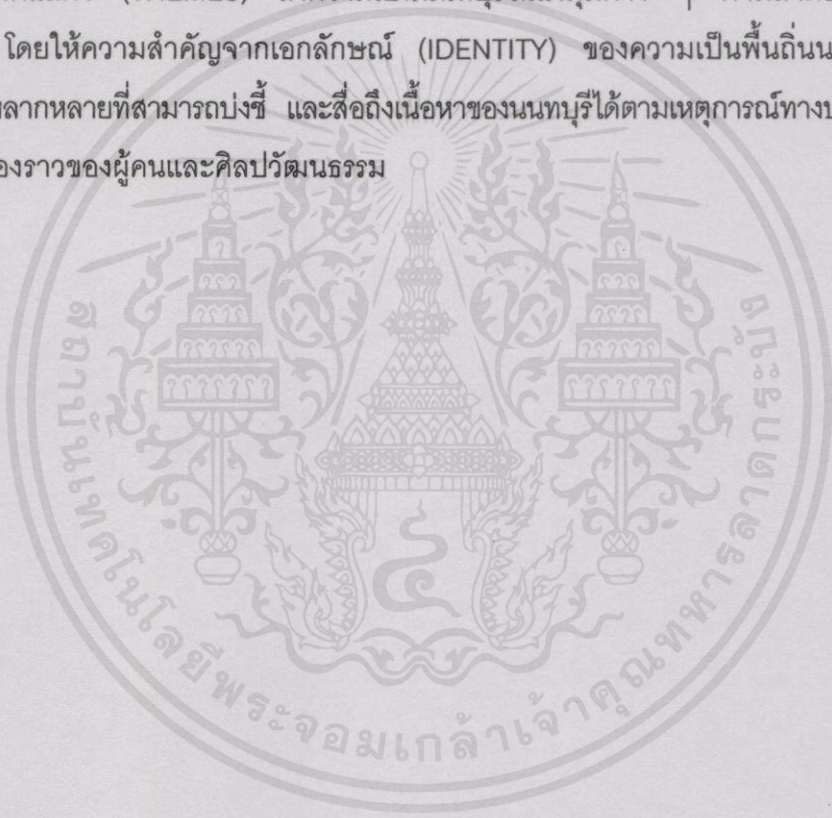 โดยให้ความสำคัญจากเอกลักษณ์ (IDENTITY) ของความเป็นพื้นถิ่นน
ลากหลายที่สามารถบ่งชี้ และสื่อถึงเนื้อหาของนนทบุรีได้ตามเหตุการณ์ทางป
องราวของผู้คนและศิลปวัฒนธรรม
สถาบันเทคโนโลยีพระจอมเกล้าเจ้าคุณทหารลาดกระบัง